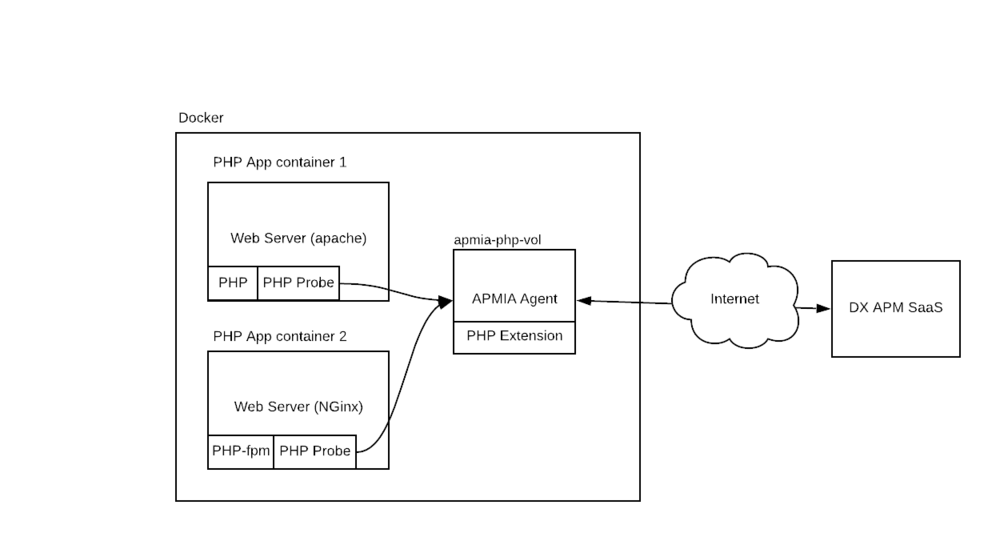 Docker
PHP App container 1
Web Server (apache)
PHP
PHP Probe
apmia-php-vol
APMIA Agent
PHP Extension
Internet
DX APM SaaS
PHP App container 2
Web Server (NGinx)
PHP-fpm
PHP Probe